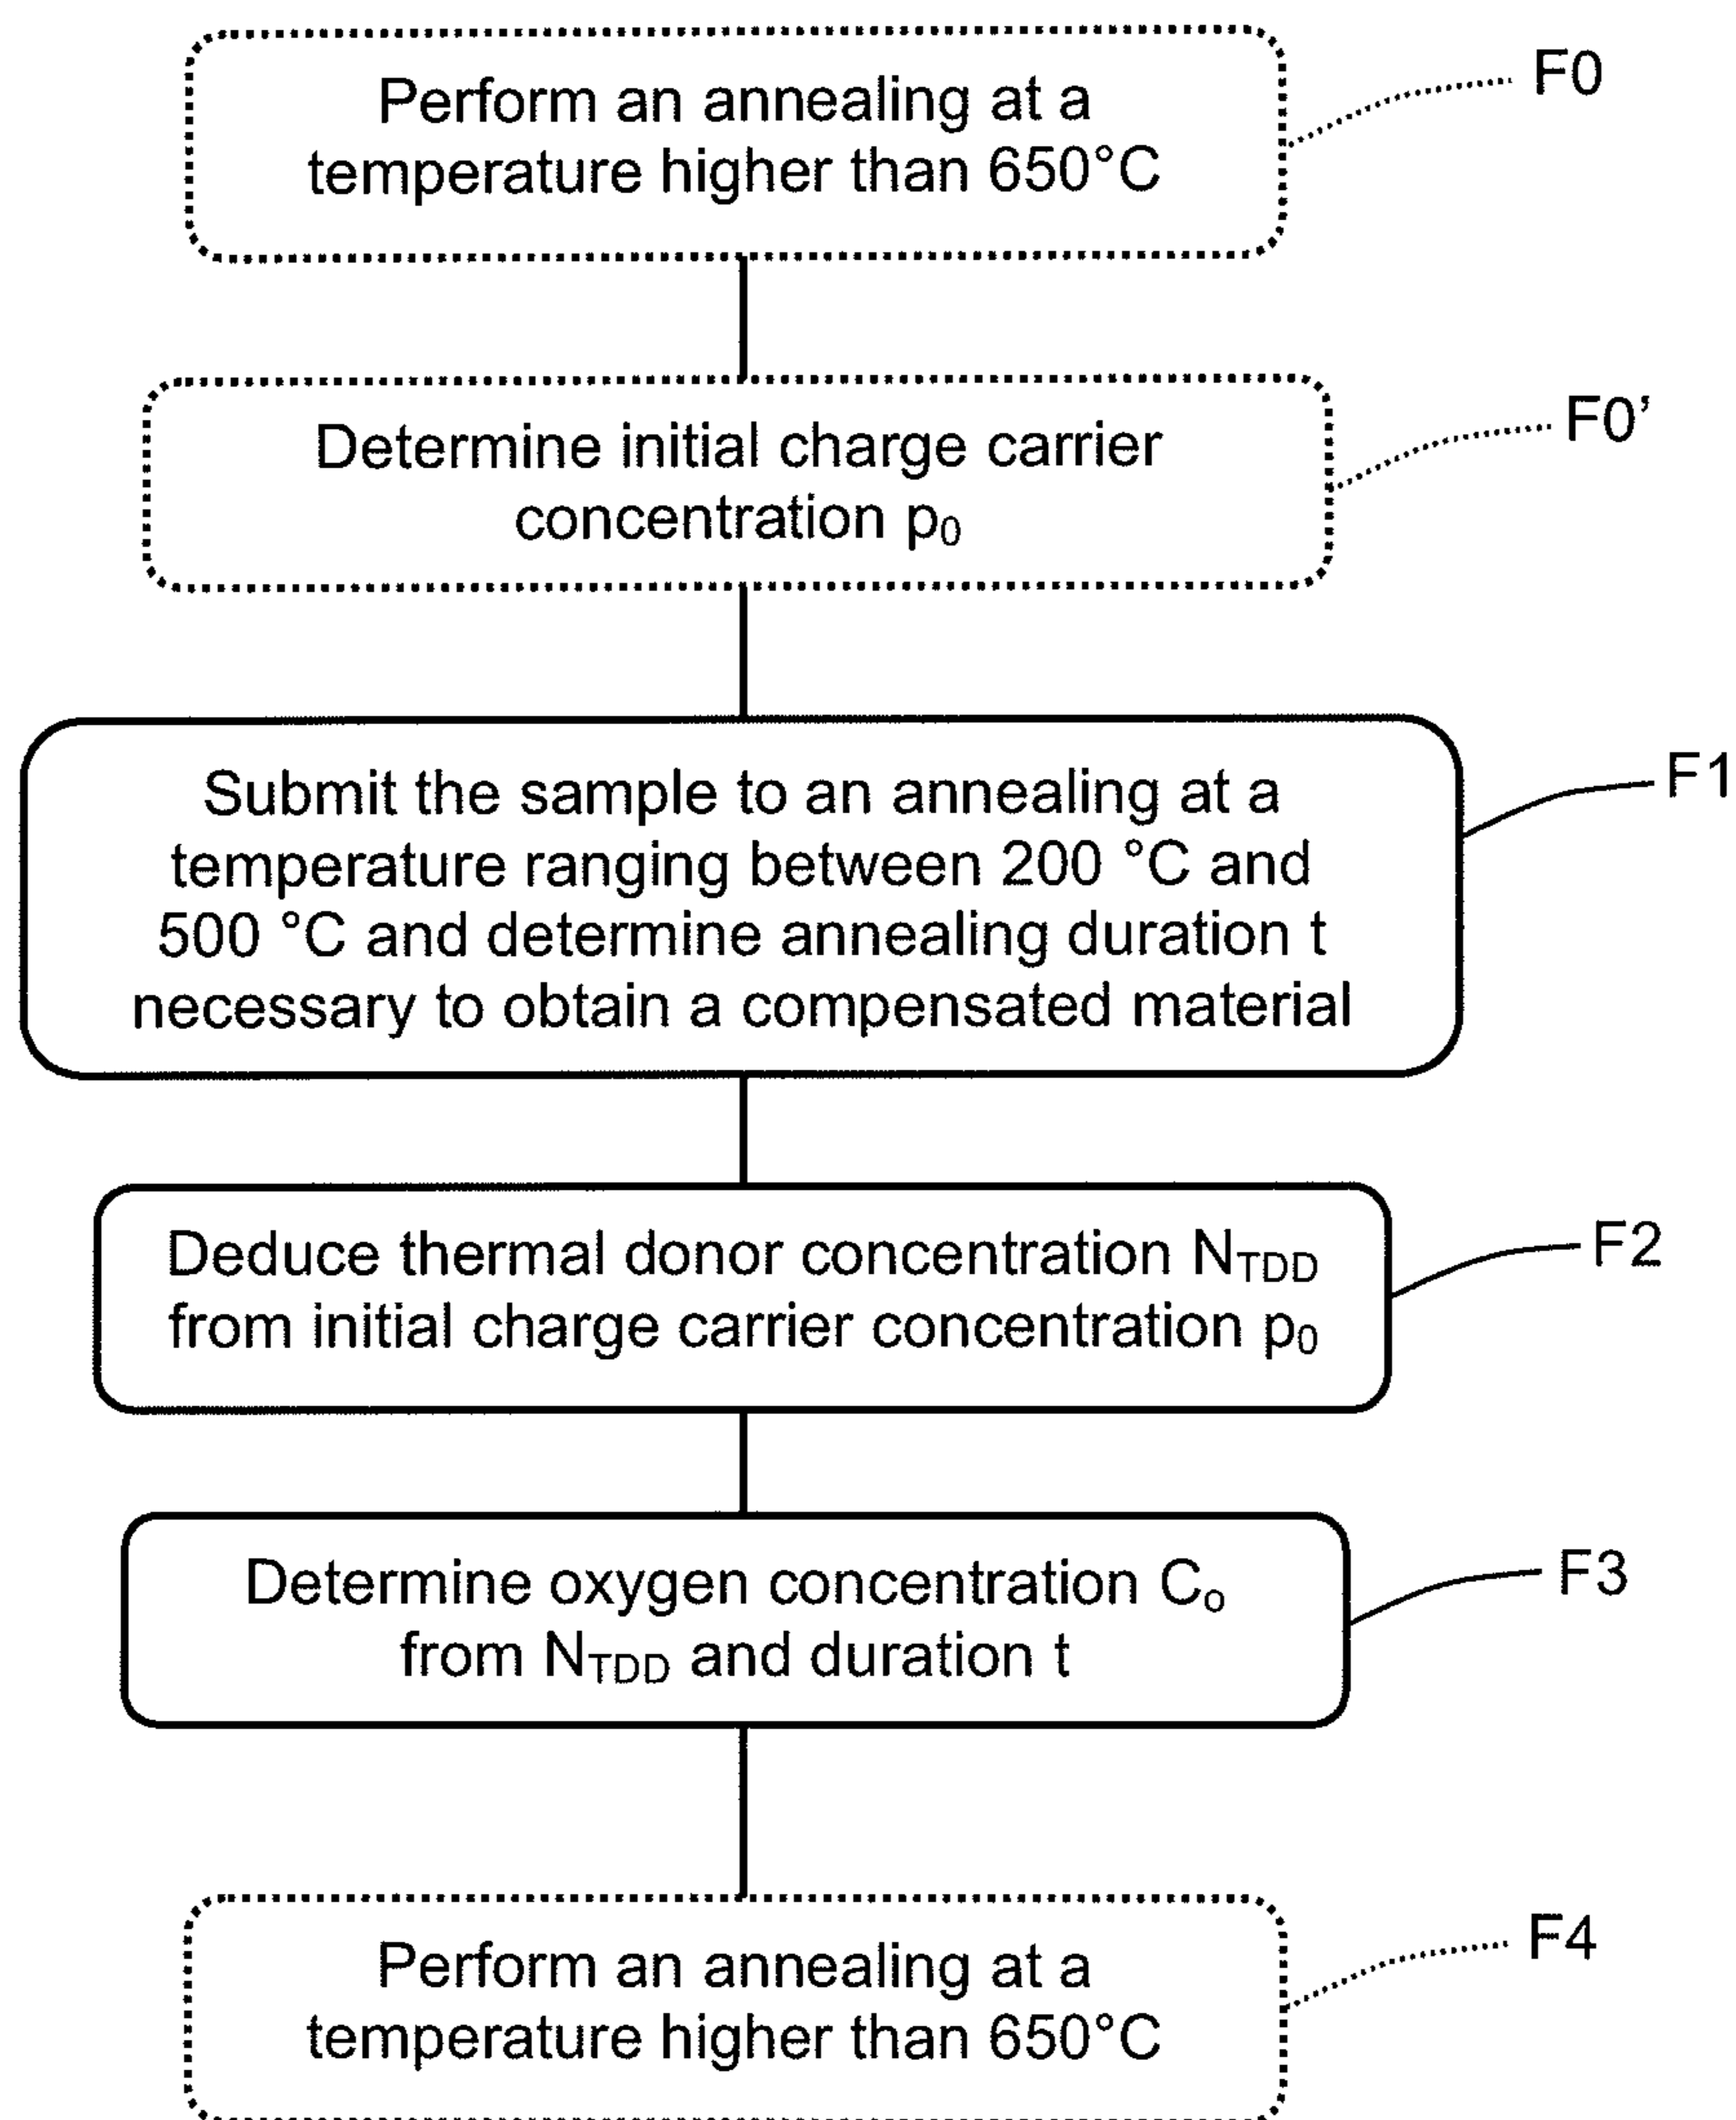 Perform an annealing at a
temperature higher than 650°C
F0
Determine initial charge carrier
concentration p₀
F0’
Submit the sample to an annealing at a
temperature ranging between 200 °C and
500 °C and determine annealing duration t
necessary to obtain a compensated material
F1
Deduce thermal donor concentration N_TDD
from initial charge carrier concentration p₀
F2
Determine oxygen concentration Cₒ
from N_TDD and duration t
F3
Perform an annealing at a
temperature higher than 650°C
F4